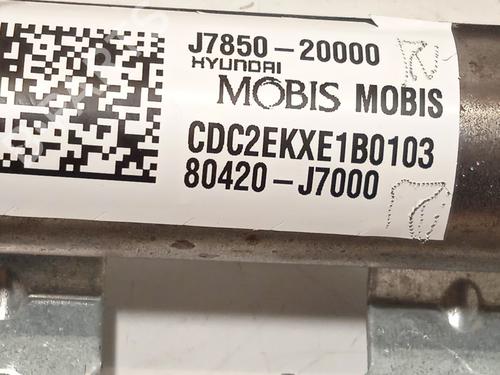 J7850-20000
HYUNDAI
MOBIS MOBIS
CDC2EKXE1B0103
80420-J7000